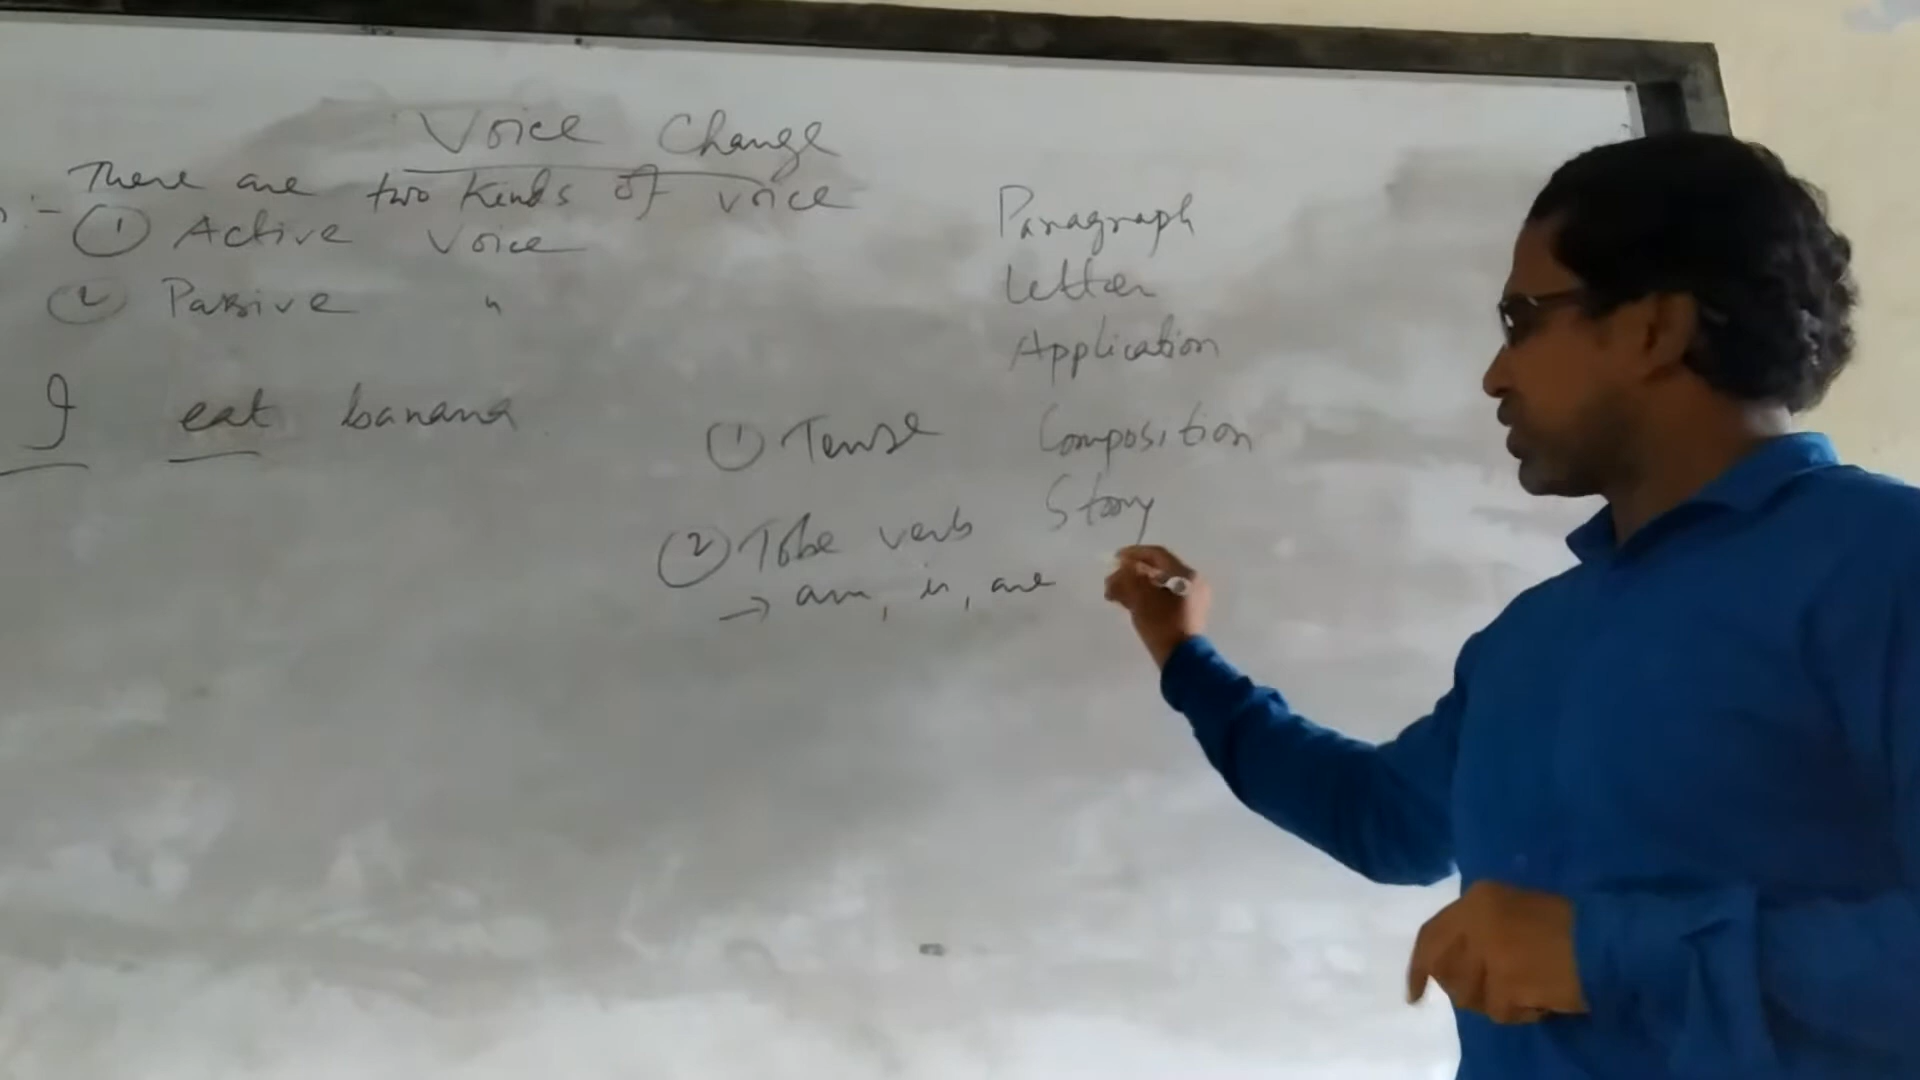 Voice Change
There are two kinds of voice
:- ① Active Voice
② Passive "
I eat banana
Paragraph
Letter
Application
① Tense
Composition
② Tobe verb
Story
→ am, is, are